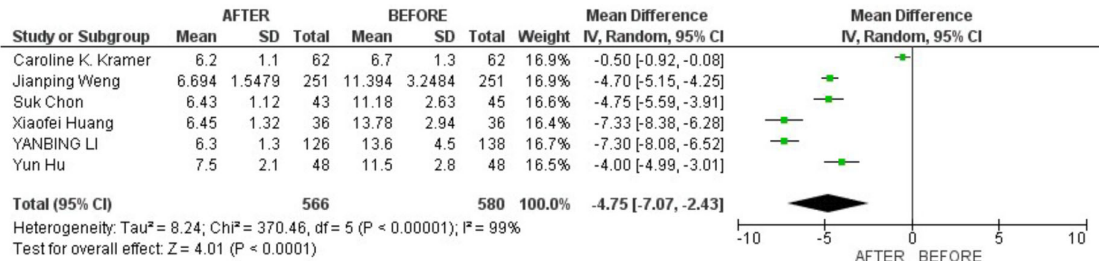 AFTER BEFORE Mean Difference Mean Difference
Study or Subgroup Mean SD Total Mean SD Total Weight IV, Random, 95% CI IV, Random, 95% CI
Caroline K. Kramer 6.2 1.1 62 6.7 1.3 62 16.9% -0.50 [-0.92, -0.08]
Jianping Weng 6.694 1.5479 251 11.394 3.2484 251 16.9% -4.70 [-5.15, -4.25]
Suk Chon 6.43 1.12 43 11.18 2.63 45 16.6% -4.75 [-5.59, -3.91]
Xiaofei Huang 6.45 1.32 36 13.78 2.94 36 16.4% -7.33 [-8.38, -6.28]
YANBING LI 6.3 1.3 126 13.6 4.5 138 16.7% -7.30 [-8.08, -6.52]
Yun Hu 7.5 2.1 48 11.5 2.8 48 16.5% -4.00 [-4.99, -3.01]
Total (95% CI) 566 580 100.0% -4.75 [-7.07, -2.43]
Heterogeneity: Tau² = 8.24; Chi² = 370.46, df = 5 (P < 0.00001); I² = 99%
Test for overall effect: Z = 4.01 (P < 0.0001)
-10 -5 0 5 10
AFTER BEFORE